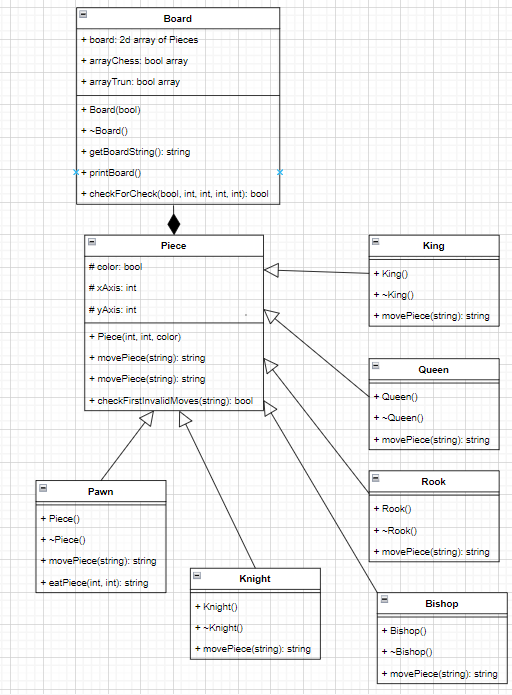 Board
+ board: 2d array of Pieces
+ arrayChess: bool array
+ arrayTrun: bool array
+ Board(bool)
+ ~Board()
+ getBoardString(): string
+ printBoard()
+ checkForCheck(bool, int, int, int, int): bool
Piece
# color: bool
# xAxis: int
# yAxis: int
+ Piece(int, int, color)
+ movePiece(string): string
+ movePiece(string): string
+ checkFirstInvalidMoves(string): bool
King
+ King()
+ ~King()
+ movePiece(string): string
Queen
+ Queen()
+ ~Queen()
+ movePiece(string): string
Rook
+ Rook()
+ ~Rook()
+ movePiece(string): string
Pawn
+ Piece()
+ ~Piece()
+ movePiece(string): string
+ eatPiece(int, int): string
Knight
+ Knight()
+ ~Knight()
+ movePiece(string): string
Bishop
+ Bishop()
+ ~Bishop()
+ movePiece(string): string